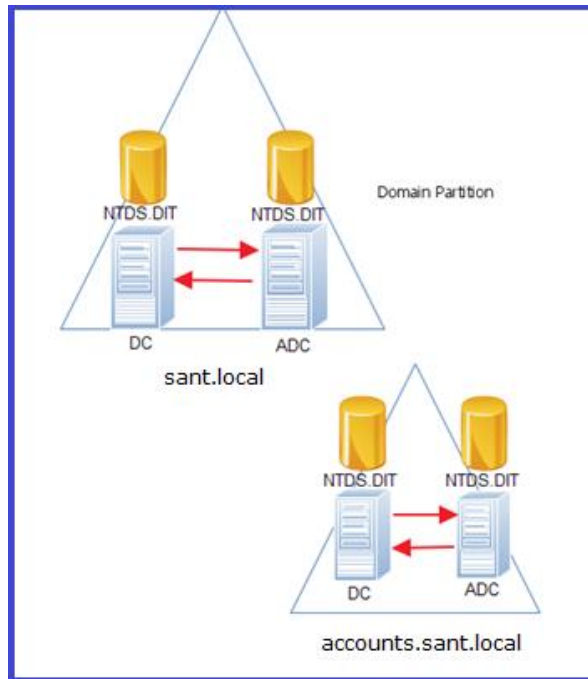 NTDS.DIT NTDS.DIT
Domain Partition
DC ADC
sant.local
NTDS.DIT NTDS.DIT
DC ADC
accounts.sant.local